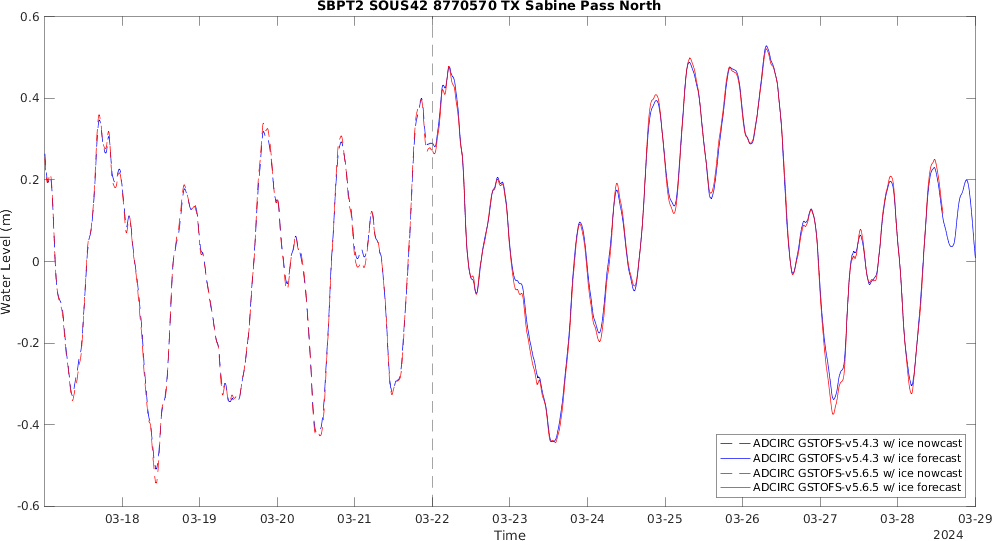 SBPT2 SOUS42 8770570 TX Sabine Pass North
0.6
0.4
0.2
0
-0.2
-0.4
-0.6
Water Level (m)
ADCIRC GSTOFS-v5.4.3 w/ ice nowcast
ADCIRC GSTOFS-v5.4.3 w/ ice forecast
ADCIRC GSTOFS-v5.6.5 w/ ice nowcast
ADCIRC GSTOFS-v5.6.5 w/ ice forecast
03-18 03-19 03-20 03-21 03-22 03-23 03-24 03-25 03-26 03-27 03-28 03-29
Time
2024